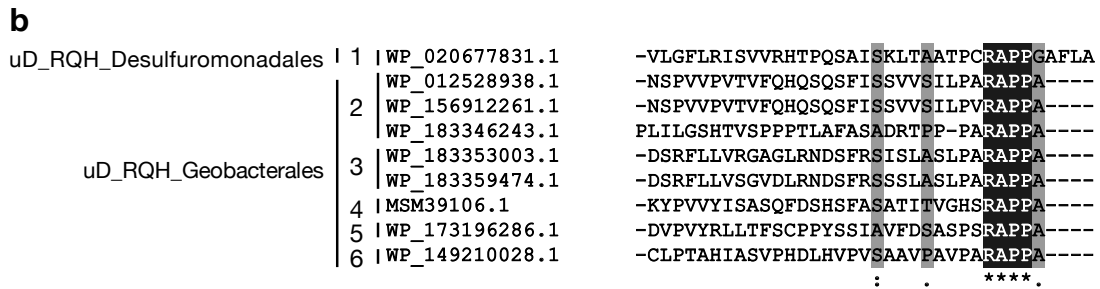 b
uD_RQH_Desulfuromonadales 1 WP_020677831.1 -VLGFLRISVVRHTPQSAISKLTAATPCRAPPGAFLA
WP_012528938.1 -NSPVVPVTVFQHQSQSFISSVVSILPARAPPA----
2 WP_156912261.1 -NSPVVPVTVFQHQSQSFISSVVSILPVRAPPA----
WP_183346243.1 PLILGSHTVSPPPTLAFASADRTPP-PARAPPA----
uD_RQH_Geobacterales 3 WP_183353003.1 -DSRFLLVRGAGLRNDSFRSISLASLPARAPPA----
WP_183359474.1 -DSRFLLVSGVDLRNDSFRSSSLASLPARAPPA----
4 MSM39106.1 -KYPVVYISASQFDSHSFASATITVGHSRAPPA----
5 WP_173196286.1 -DVPVYRLLTFSCPPYSSIAVFDSASPSRAPPA----
6 WP_149210028.1 -CLPTAHIASVPHDLHVPVSAAVPAVPARAPPA----
: . ****.